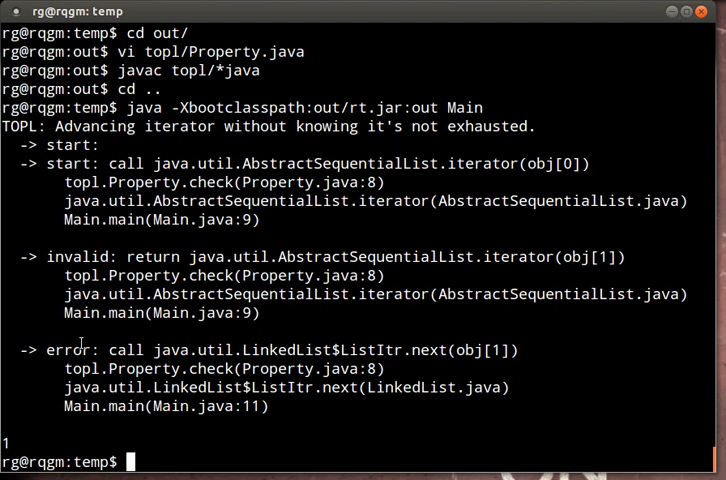 rg@rqgm: temp
rg@rqgm:temp$ cd out/
rg@rqgm:out$ vi topl/Property.java
rg@rqgm:out$ javac topl/*java
rg@rqgm:out$ cd ..
rg@rqgm:temp$ java -Xbootclasspath:out/rt.jar:out Main
TOPL: Advancing iterator without knowing it's not exhausted.
-> start:
-> start: call java.util.AbstractSequentialList.iterator(obj[0])
topl.Property.check(Property.java:8)
java.util.AbstractSequentialList.iterator(AbstractSequentialList.java)
Main.main(Main.java:9)
-> invalid: return java.util.AbstractSequentialList.iterator(obj[1])
topl.Property.check(Property.java:8)
java.util.AbstractSequentialList.iterator(AbstractSequentialList.java)
Main.main(Main.java:9)
-> error: call java.util.LinkedList$ListItr.next(obj[1])
topl.Property.check(Property.java:8)
java.util.LinkedList$ListItr.next(LinkedList.java)
Main.main(Main.java:11)
1
rg@rqgm:temp$